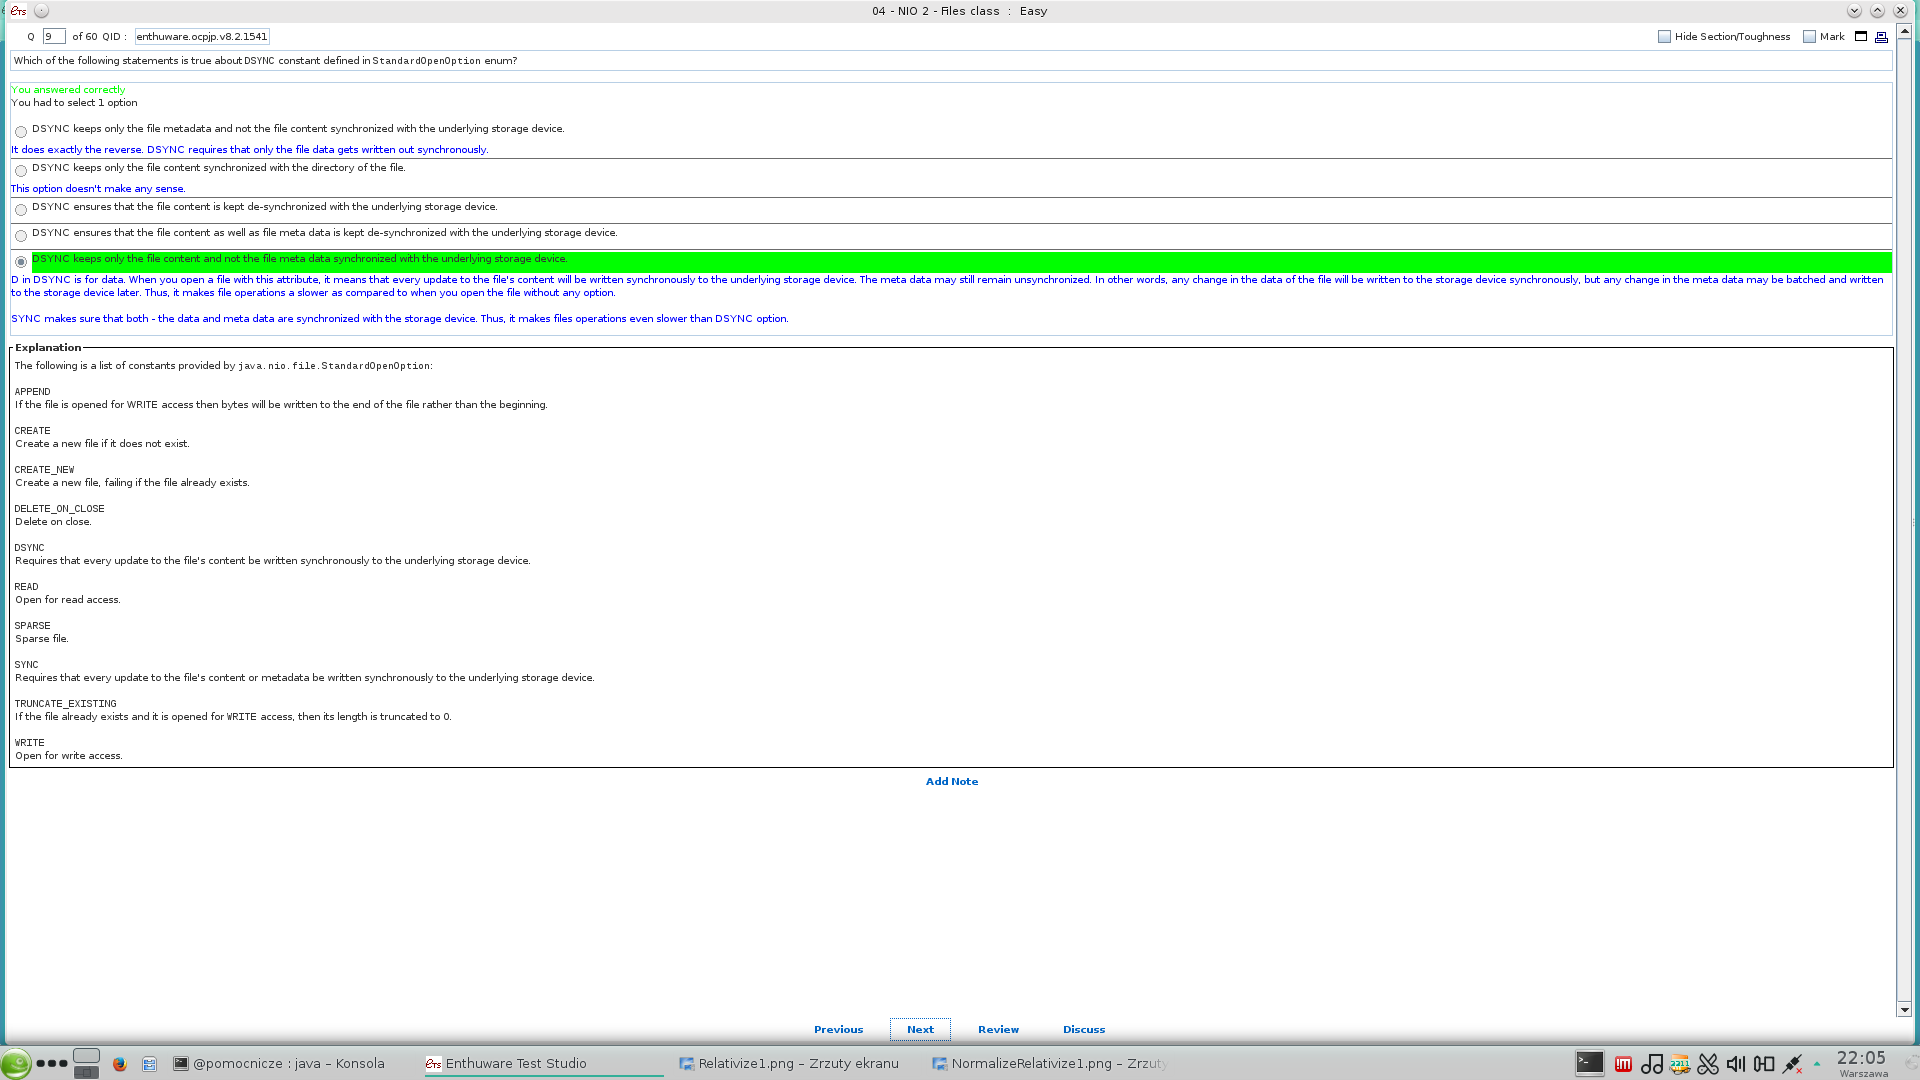 ETS
04 - NIO 2 - Files class : Easy
Q 9 of 60 QID : enthuware.ocpjp.v8.2.1541
Hide Section/Toughness Mark
Which of the following statements is true about DSYNC constant defined in StandardOpenOption enum?
You answered correctly
You had to select 1 option
DSYNC keeps only the file metadata and not the file content synchronized with the underlying storage device.
It does exactly the reverse. DSYNC requires that only the file data gets written out synchronously.
DSYNC keeps only the file content synchronized with the directory of the file.
This option doesn't make any sense.
DSYNC ensures that the file content is kept de-synchronized with the underlying storage device.
DSYNC ensures that the file content as well as file meta data is kept de-synchronized with the underlying storage device.
DSYNC keeps only the file content and not the file meta data synchronized with the underlying storage device.
D in DSYNC is for data. When you open a file with this attribute, it means that every update to the file's content will be written synchronously to the underlying storage device. The meta data may still remain unsynchronized. In other words, any change in the data of the file will be written to the storage device synchronously, but any change in the meta data may be batched and written
to the storage device later. Thus, it makes file operations a slower as compared to when you open the file without any option.
SYNC makes sure that both - the data and meta data are synchronized with the storage device. Thus, it makes files operations even slower than DSYNC option.
Explanation
The following is a list of constants provided by java.nio.file.StandardOpenOption:
APPEND
If the file is opened for WRITE access then bytes will be written to the end of the file rather than the beginning.
CREATE
Create a new file if it does not exist.
CREATE_NEW
Create a new file, failing if the file already exists.
DELETE_ON_CLOSE
Delete on close.
DSYNC
Requires that every update to the file's content be written synchronously to the underlying storage device.
READ
Open for read access.
SPARSE
Sparse file.
SYNC
Requires that every update to the file's content or metadata be written synchronously to the underlying storage device.
TRUNCATE_EXISTING
If the file already exists and it is opened for WRITE access, then its length is truncated to 0.
WRITE
Open for write access.
Add Note
Previous Next Review Discuss
@pomocnicze : java – Konsola ETS Enthuware Test Studio Relativize1.png – Zrzuty ekranu NormalizeRelativize1.png – Zrzuty 22:05
Warszawa